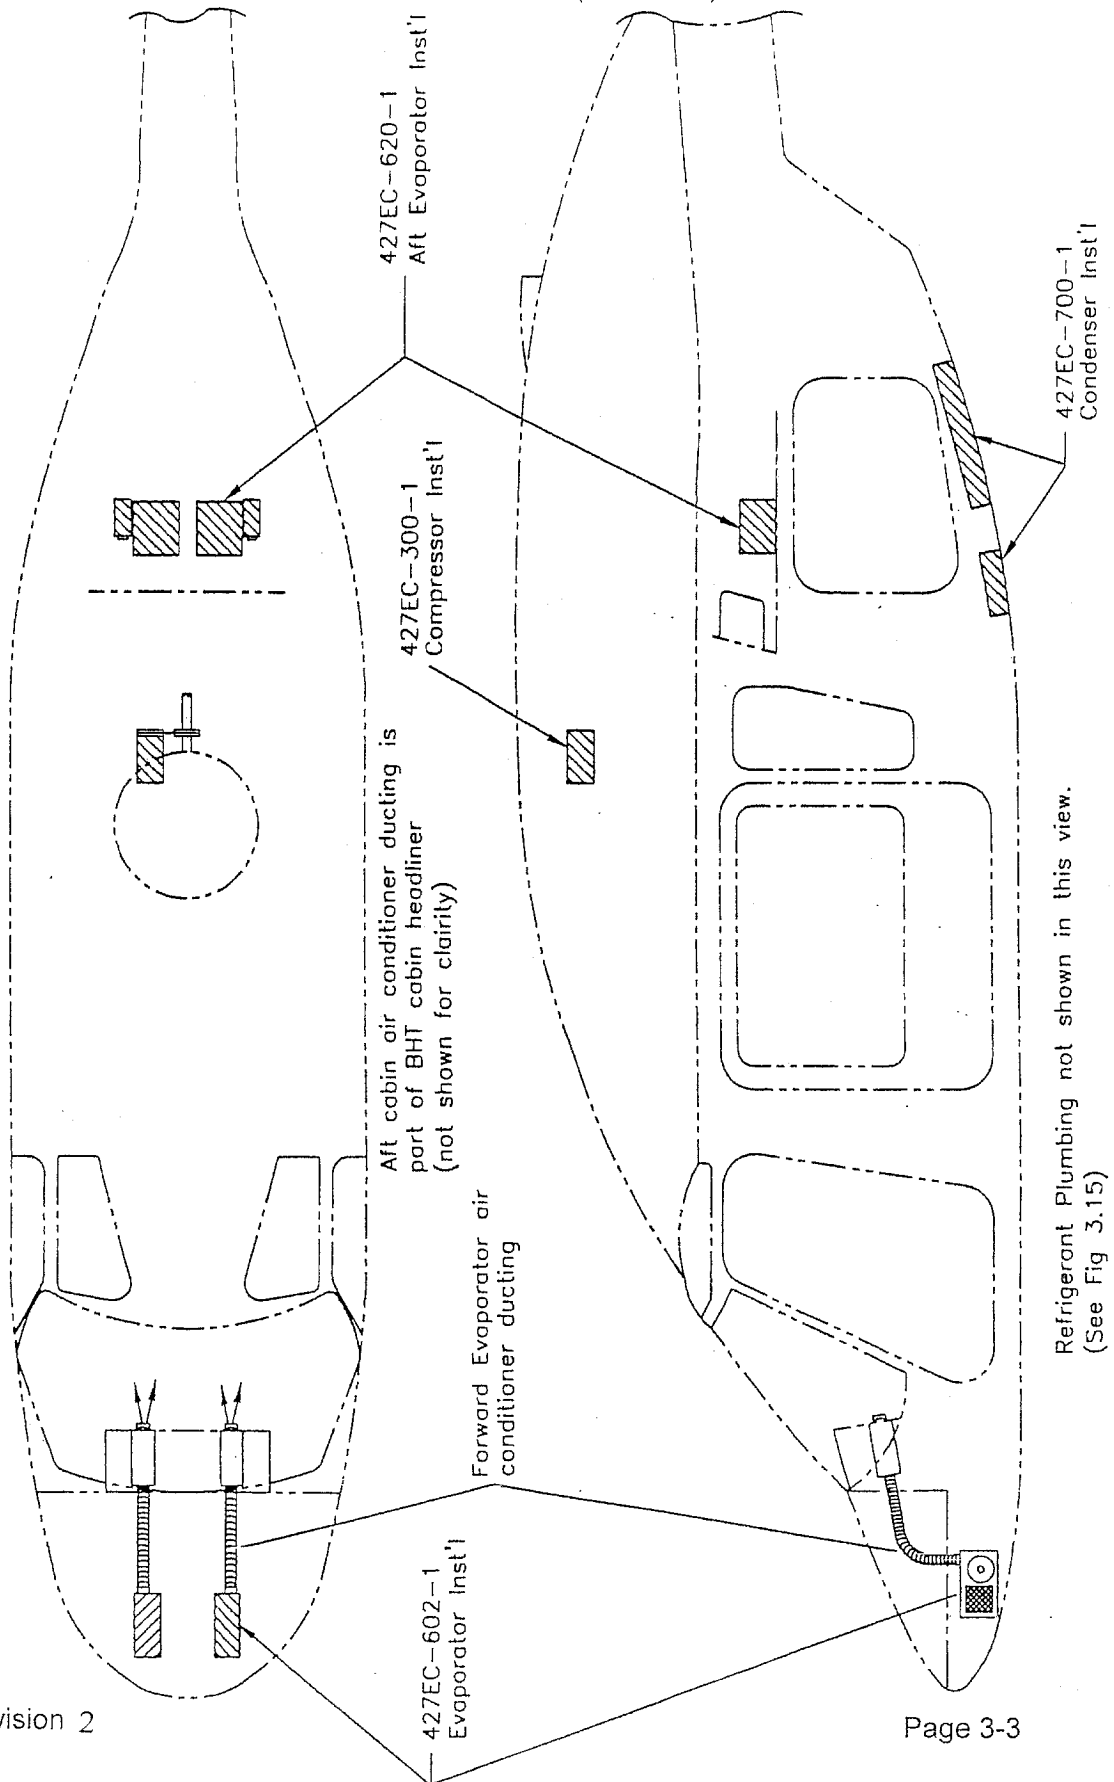 427EC-620-1
Aft Evaporator Inst'l
427EC-300-1
Compressor Inst'l
427EC-700-1
Condenser Inst'l
Aft cabin air conditioner ducting is
part of BHT cabin headliner
(not shown for clairity)
Forward Evaporator air
conditioner ducting
427EC-602-1
Evaporator Inst'l
Refrigerant Plumbing not shown in this view.
(See Fig 3.15)
vision 2
Page 3-3